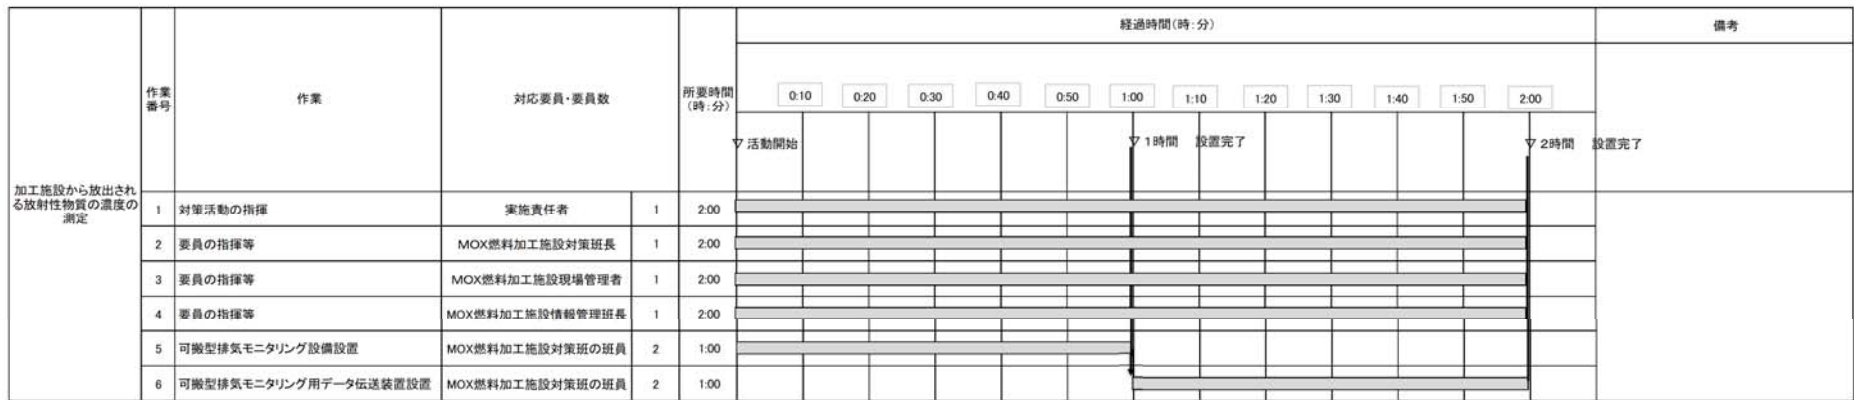 経過時間(時:分)
備考
作業
番号
作業
対応要員・要員数
所要時間
(時:分)
0:10 0:20 0:30 0:40 0:50 1:00 1:10 1:20 1:30 1:40 1:50 2:00
▽活動開始
▽1時間 設置完了
▽2時間 設置完了
加工施設から放出され
る放射性物質の濃度の
測定
1 対策活動の指揮 実施責任者 1 2:00
2 要員の指揮等 MOX燃料加工施設対策班長 1 2:00
3 要員の指揮等 MOX燃料加工施設現場管理者 1 2:00
4 要員の指揮等 MOX燃料加工施設情報管理班長 1 2:00
5 可搬型排気モニタリング設備設置 MOX燃料加工施設対策班の班員 2 1:00
6 可搬型排気モニタリング用データ伝送装置設置 MOX燃料加工施設対策班の班員 2 1:00